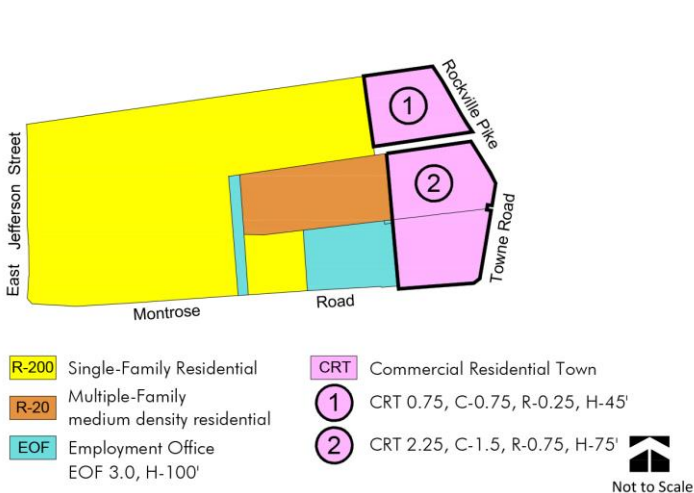 Rockville Pike
1
2
East Jefferson Street
Towne Road
Montrose
Road
R-200 Single-Family Residential
R-20 Multiple-Family
medium density residential
EOF Employment Office
EOF 3.0, H-100'
CRT Commercial Residential Town
1 CRT 0.75, C-0.75, R-0.25, H-45'
2 CRT 2.25, C-1.5, R-0.75, H-75'
Not to Scale